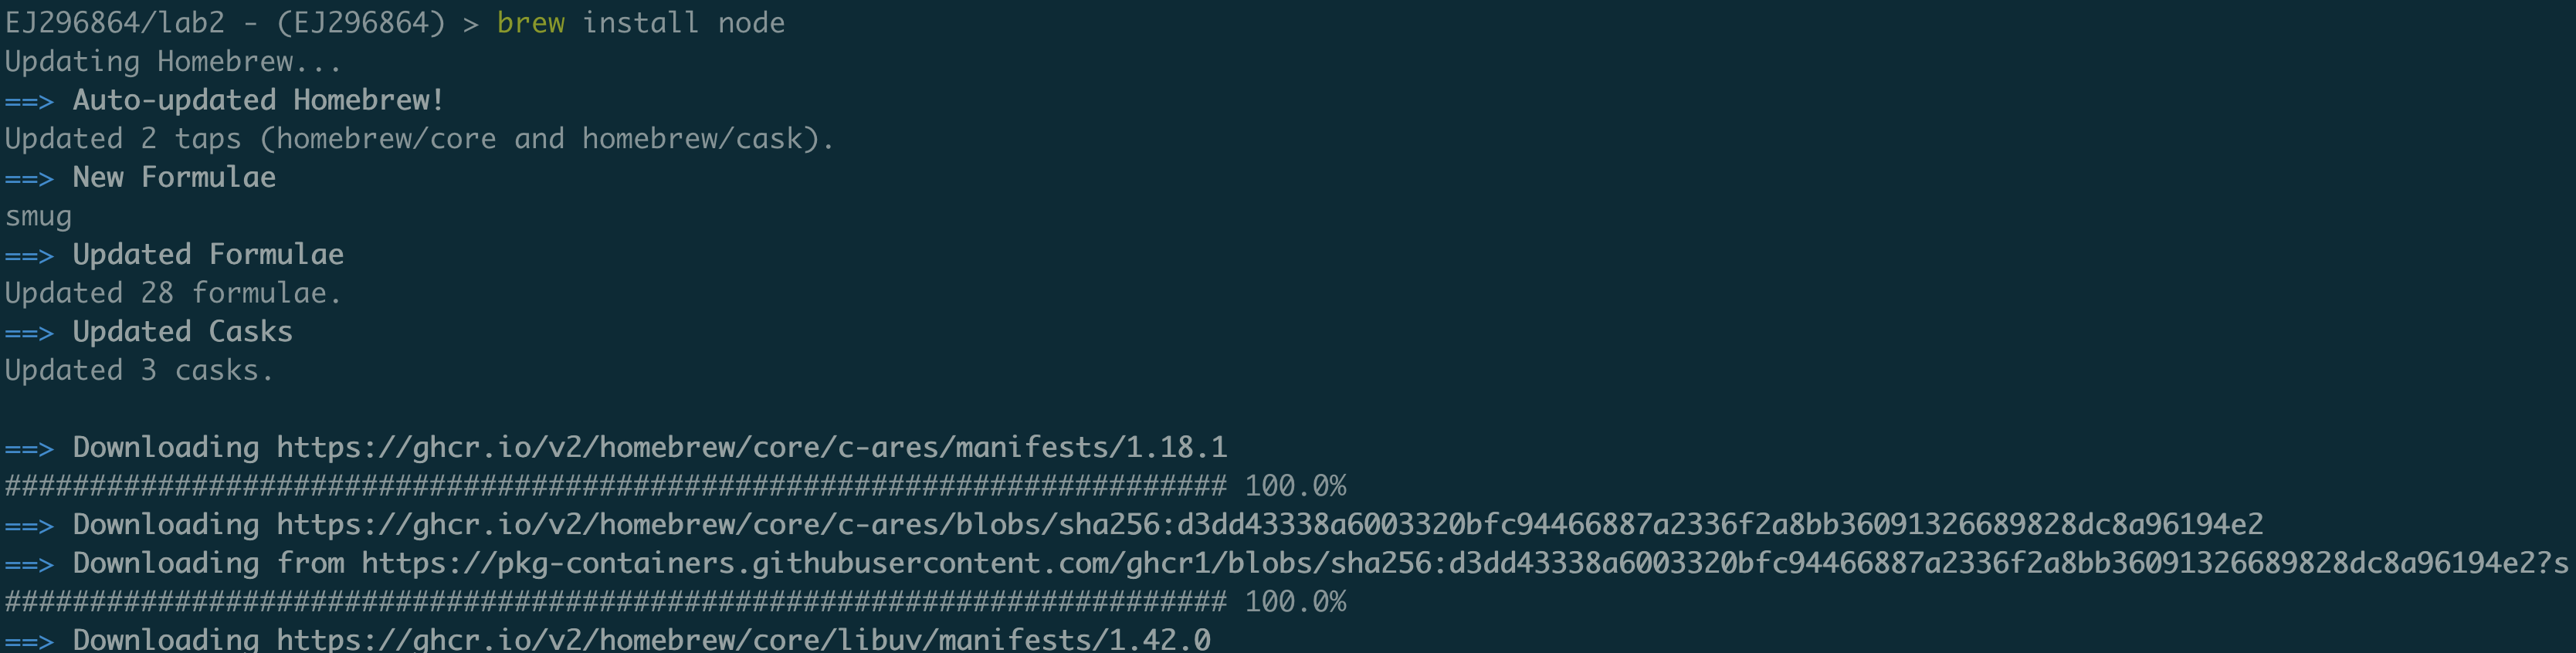 EJ296864/lab2 - (EJ296864) > brew install node
Updating Homebrew...
==> Auto-updated Homebrew!
Updated 2 taps (homebrew/core and homebrew/cask).
==> New Formulae
smug
==> Updated Formulae
Updated 28 formulae.
==> Updated Casks
Updated 3 casks.

==> Downloading https://ghcr.io/v2/homebrew/core/c-ares/manifests/1.18.1
######################################################################## 100.0%
==> Downloading https://ghcr.io/v2/homebrew/core/c-ares/blobs/sha256:d3dd43338a6003320bfc94466887a2336f2a8bb36091326689828dc8a96194e2
==> Downloading from https://pkg-containers.githubusercontent.com/ghcr1/blobs/sha256:d3dd43338a6003320bfc94466887a2336f2a8bb36091326689828dc8a96194e2?s
######################################################################## 100.0%
==> Downloading https://ghcr.io/v2/homebrew/core/libuv/manifests/1.42.0